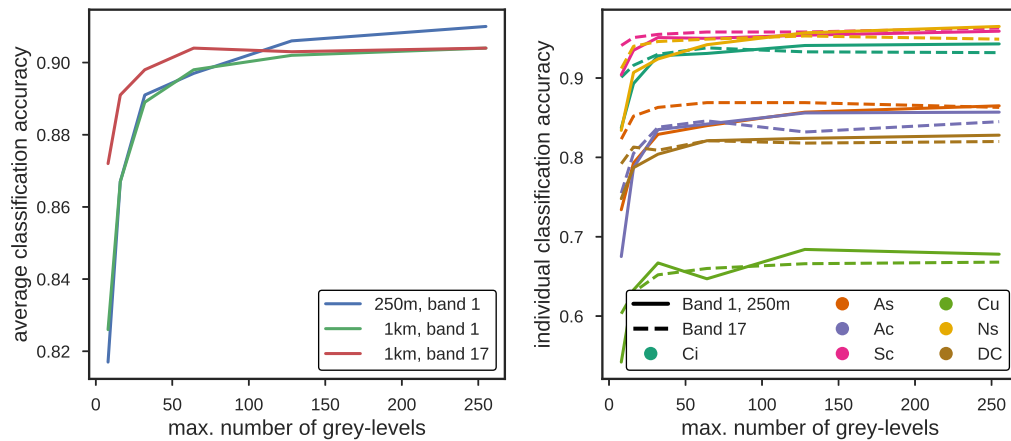 average classification accuracy
0.90
0.88
0.86
0.84
0.82
0 50 100 150 200 250
max. number of grey-levels
250m, band 1
1km, band 1
1km, band 17
individual classification accuracy
0.9
0.8
0.7
0.6
0 50 100 150 200 250
max. number of grey-levels
Band 1, 250m
Band 17
Ci
As
Ac
Sc
Cu
Ns
DC